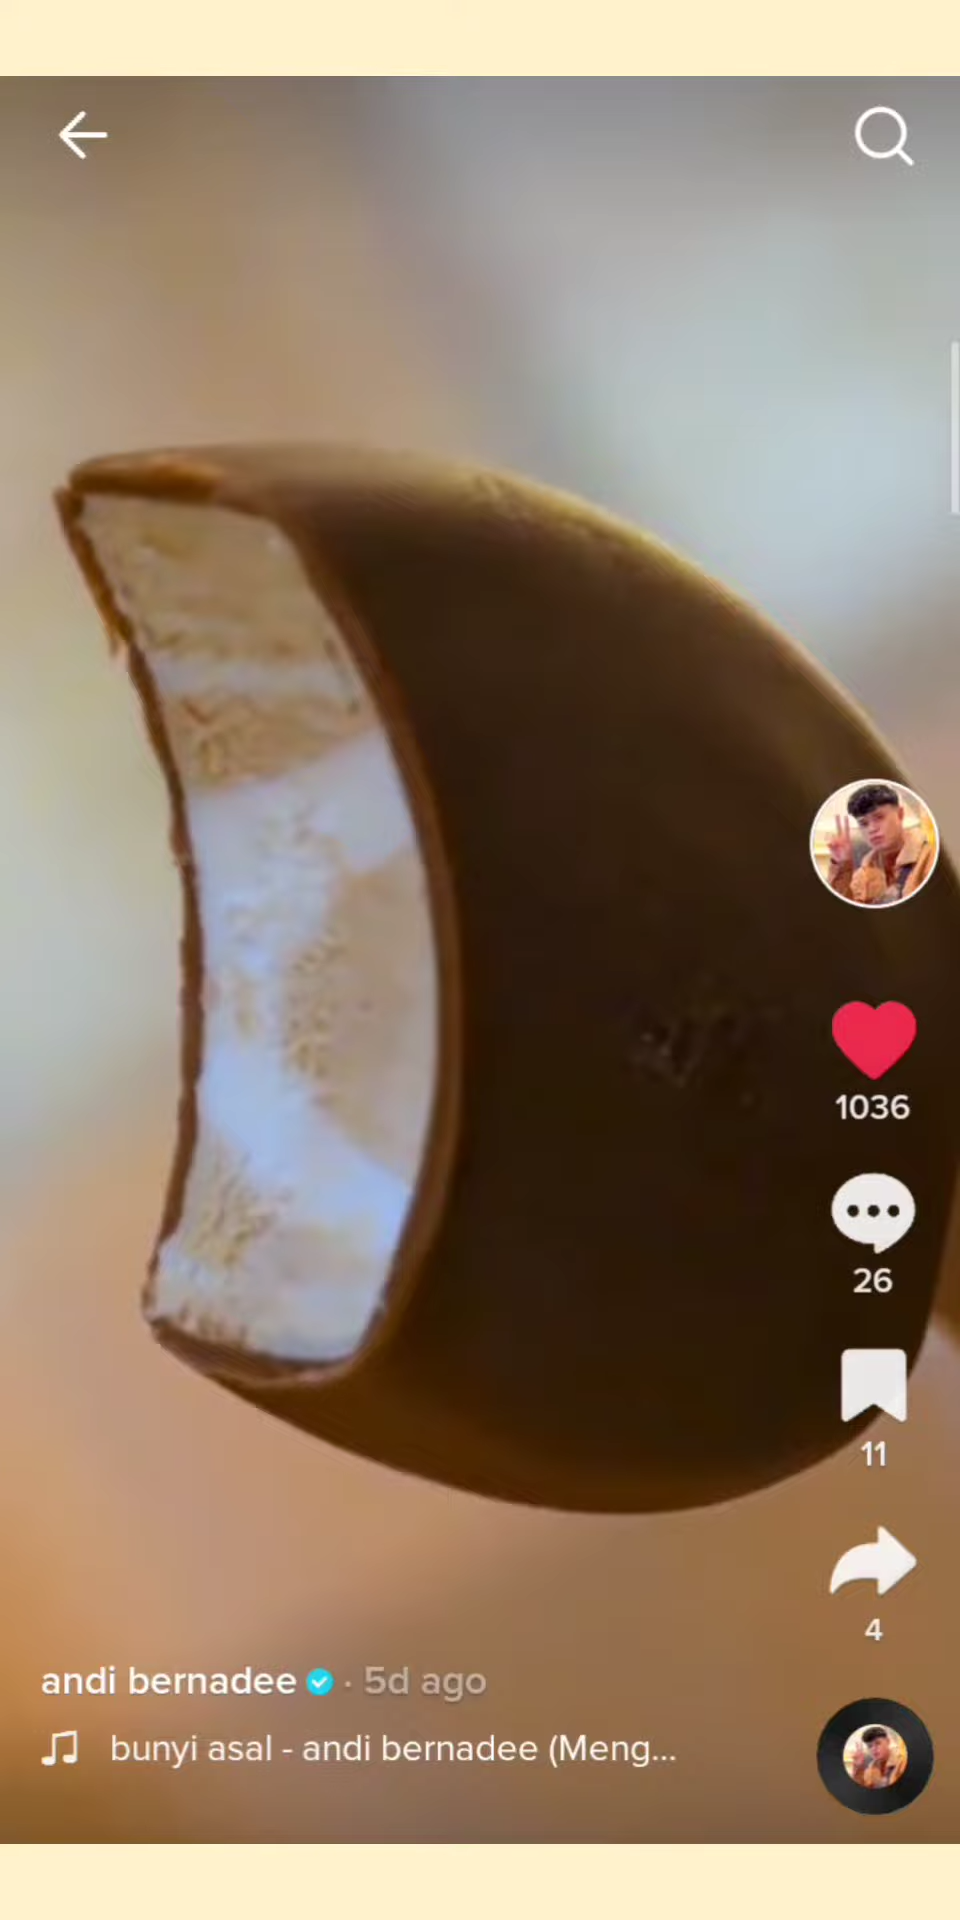 1036
26
11
4
andi bernadee · 5d ago
bunyi asal - andi bernadee (Meng...